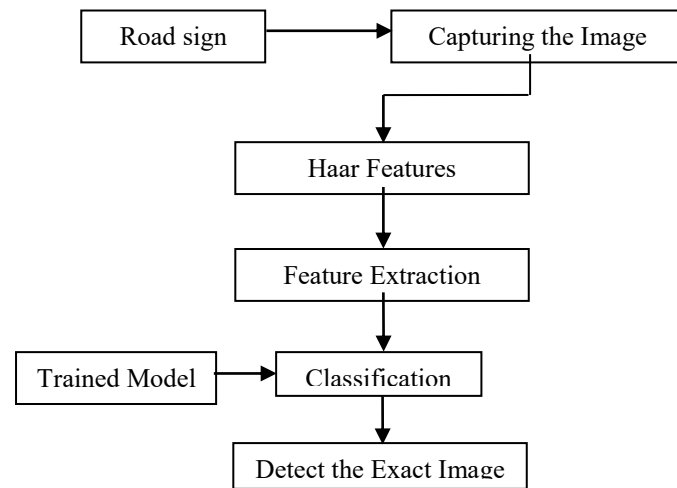 Road sign
Capturing the Image
Haar Features
Feature Extraction
Trained Model
Classification
Detect the Exact Image